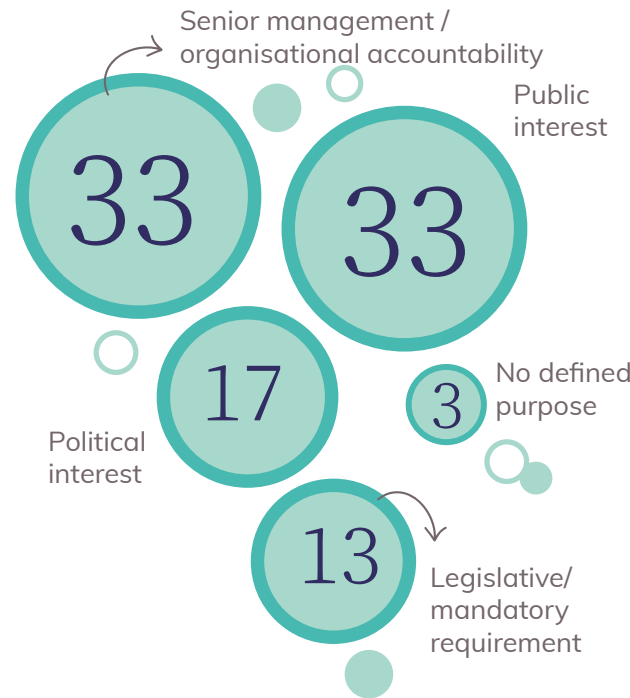 Senior management /
organisational accountability
33
Public
interest
33
17
Political
interest
No defined
purpose
3
13
Legislative/
mandatory
requirement